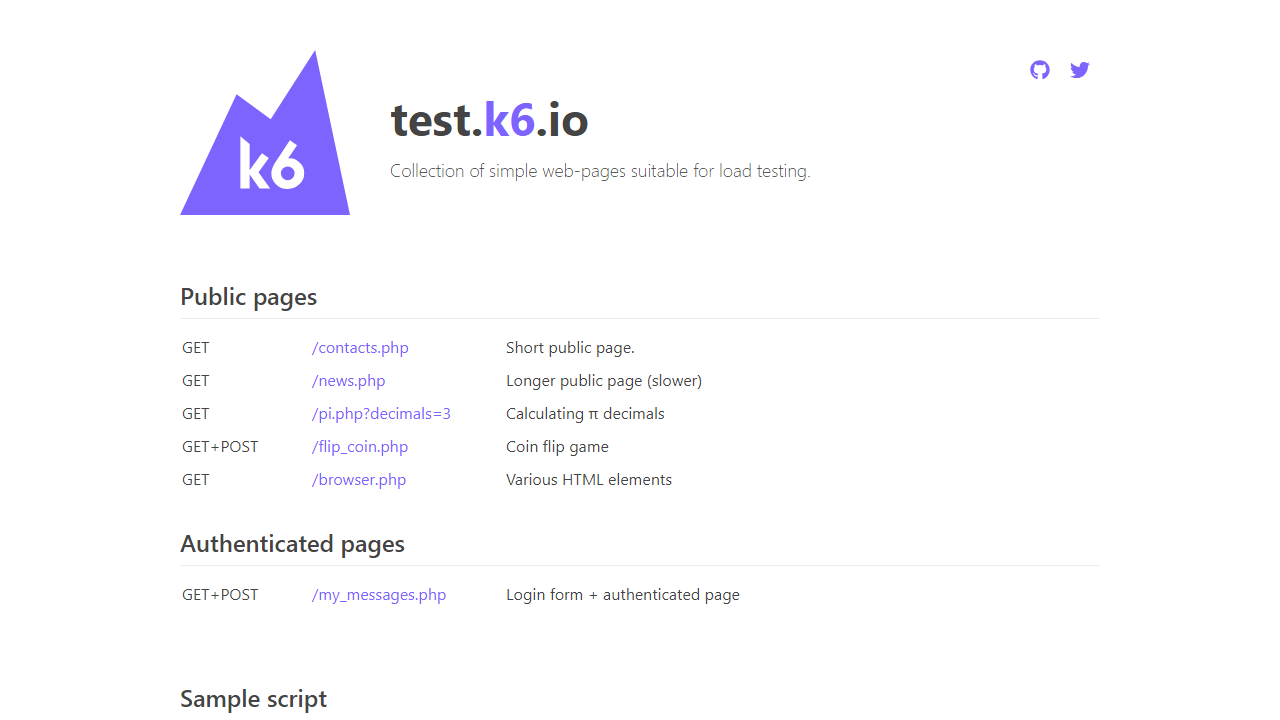 k6
test.k6.io
Collection of simple web-pages suitable for load testing.
Public pages
GET /contacts.php Short public page.
GET /news.php Longer public page (slower)
GET /pi.php?decimals=3 Calculating π decimals
GET+POST /flip_coin.php Coin flip game
GET /browser.php Various HTML elements
Authenticated pages
GET+POST /my_messages.php Login form + authenticated page
Sample script